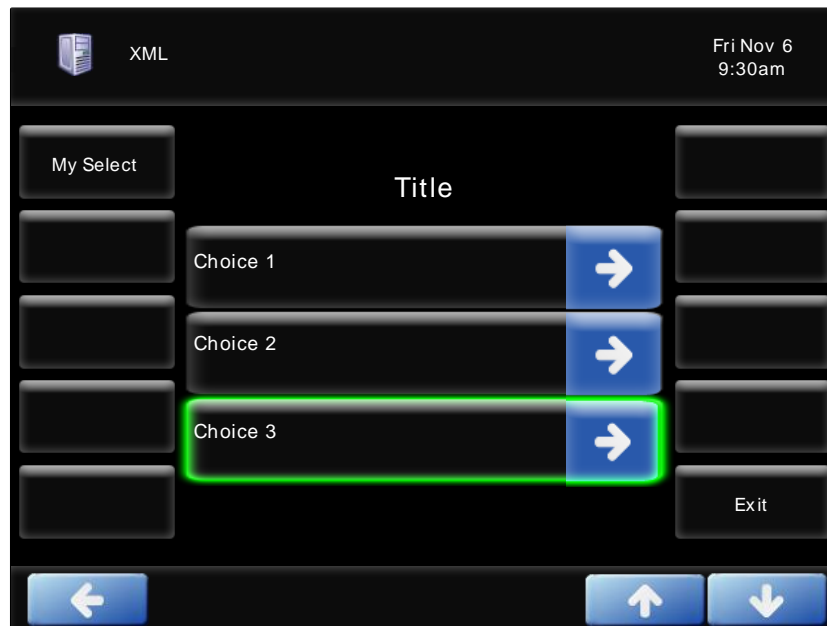 XML
Fri Nov 6
9:30am
My Select
Title
Choice 1
Choice 2
Choice 3
Exit